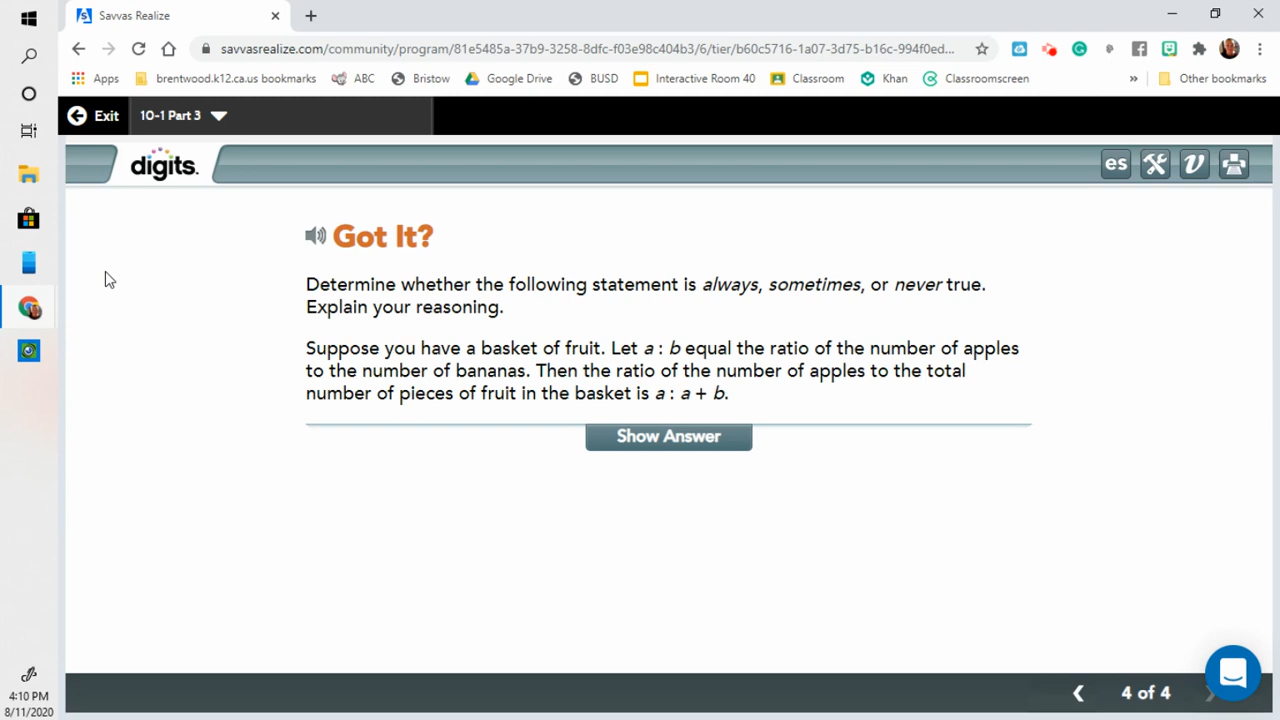 Savvas Realize
savvasrealize.com/community/program/81e5485a-37b9-3258-8dfc-f03e98c404b3/6/tier/b60c5716-1a07-3d75-b16c-994f0ed...
Apps brentwood.k12.ca.us bookmarks ABC Bristow Google Drive BUSD Interactive Room 40 Classroom Khan Classroomscreen » Other bookmarks
Exit 10-1 Part 3
digits. es
Got It?
Determine whether the following statement is always, sometimes, or never true.
Explain your reasoning.
Suppose you have a basket of fruit. Let a : b equal the ratio of the number of apples
to the number of bananas. Then the ratio of the number of apples to the total
number of pieces of fruit in the basket is a : a + b.
Show Answer
4 of 4
4:10 PM
8/11/2020